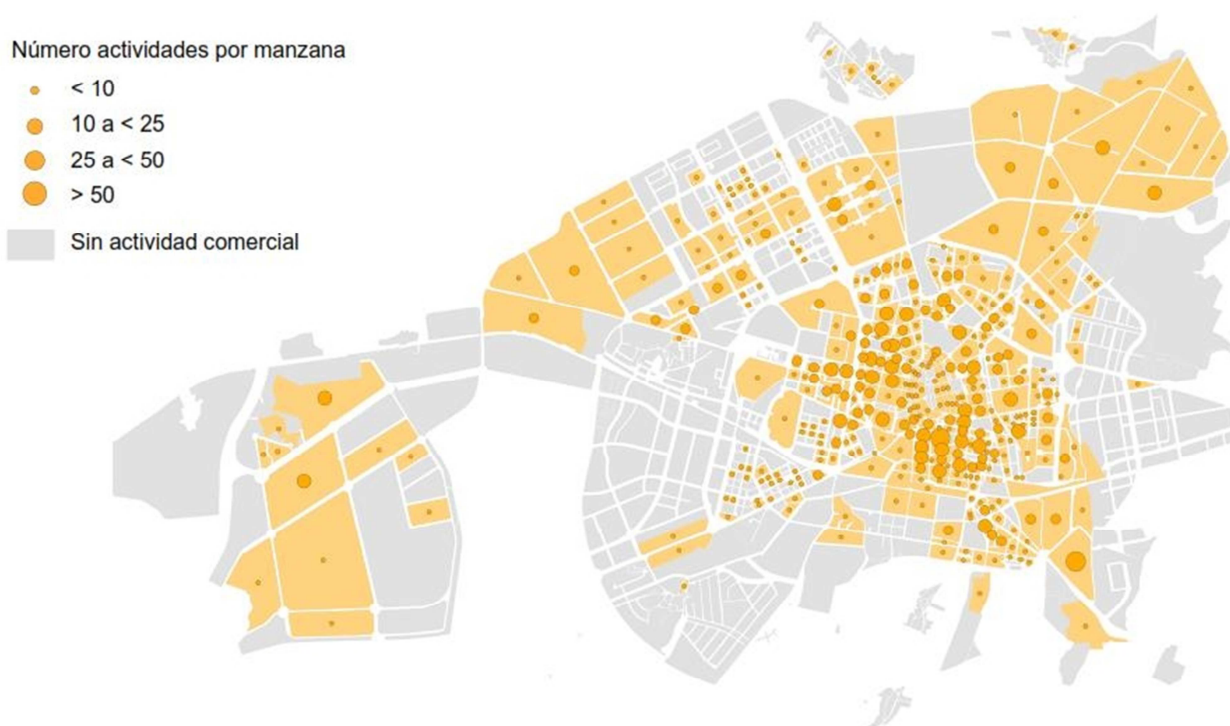 Número actividades por manzana
< 10
10 a < 25
25 a < 50
> 50
Sin actividad comercial